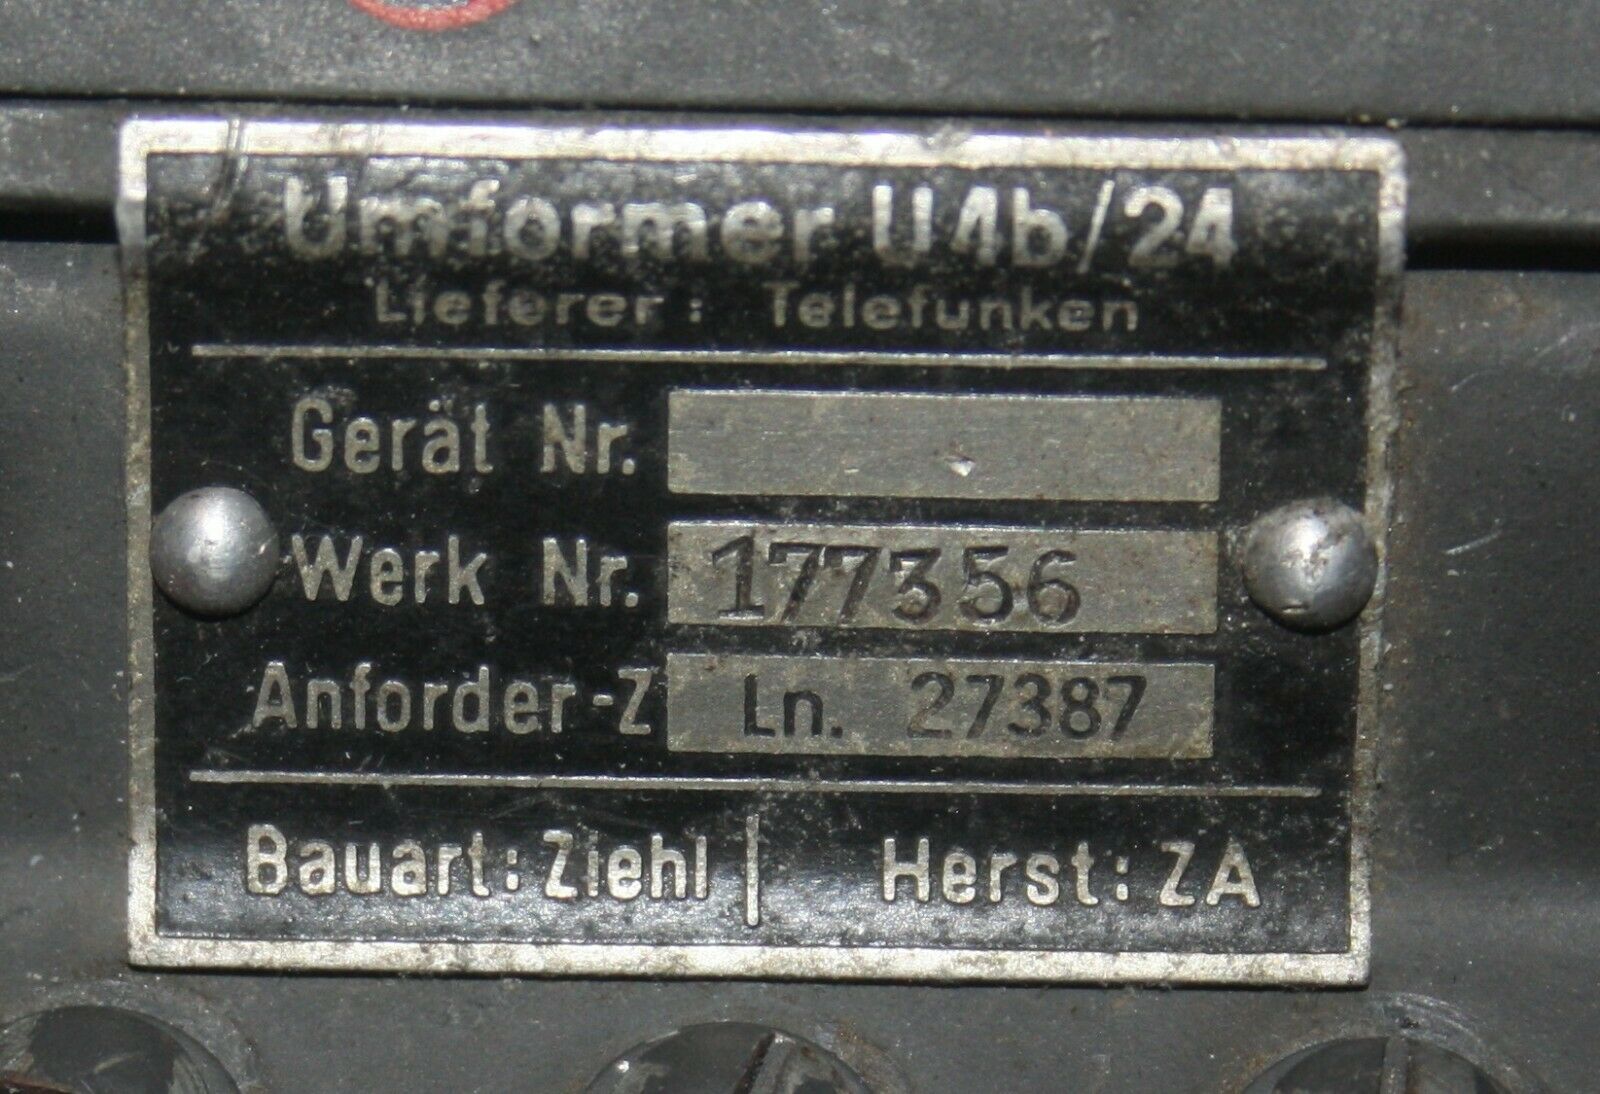 Umformer U4b/24
Lieferer: Telefunken
Gerät Nr.
Werk Nr. 177356
Anforder-Z Ln. 27387
Bauart: Ziehl | Herst: ZA